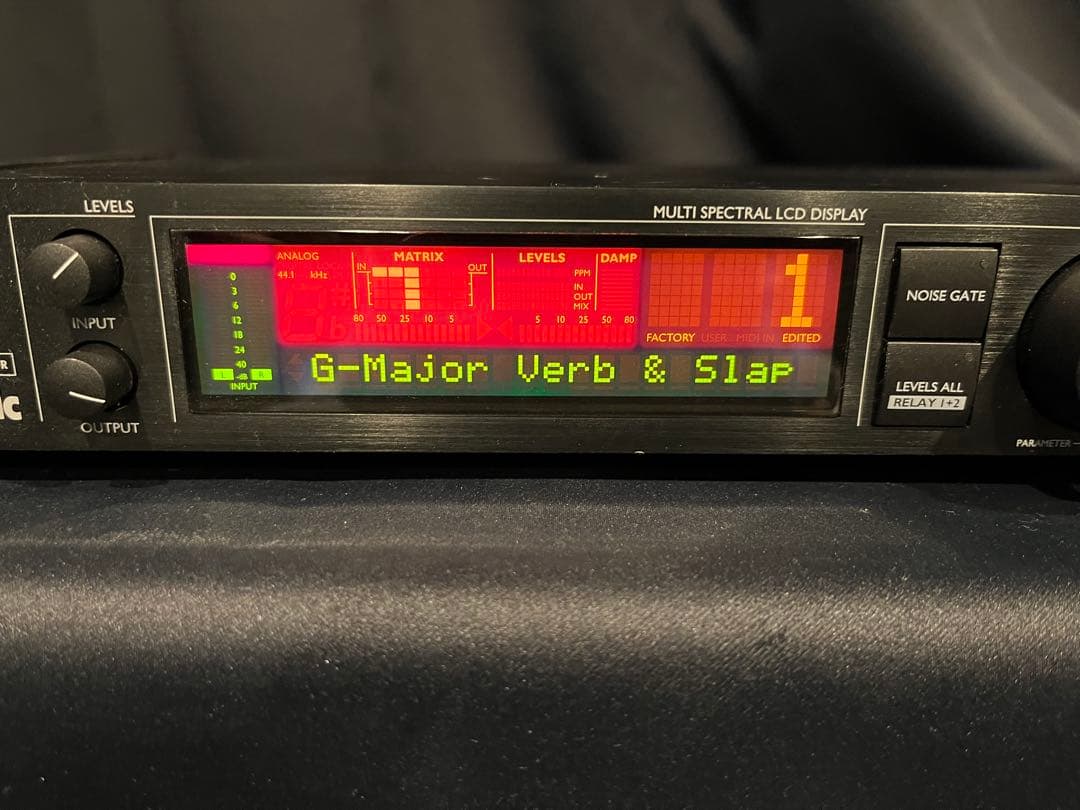 LEVELS
INPUT
OUTPUT
R
IC
MULTI SPECTRAL LCD DISPLAY
ANALOG
44.1 kHz
MATRIX
IN
OUT
80 50 25 10 5
LEVELS
PPM
IN
OUT
MIX
5 10 25 50 80
DAMP
1
FACTORY USER MIDI IN EDITED
0
3
6
12
18
24
40
dB
L R
INPUT
G-Major Verb & Slap
NOISE GATE
LEVELS ALL
RELAY 1+2
PARAMETER